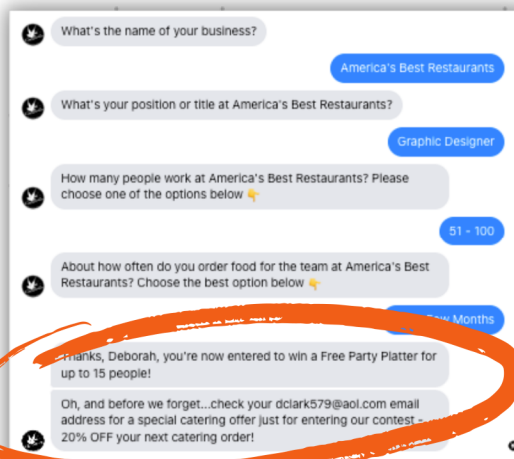 What's the name of your business?
America's Best Restaurants
What's your position or title at America's Best Restaurants?
Graphic Designer
How many people work at America's Best Restaurants? Please
choose one of the options below 👇
51 - 100
About how often do you order food for the team at America's Best
Restaurants? Choose the best option below 👇
Few Months
Thanks, Deborah, you're now entered to win a Free Party Platter for
up to 15 people!
Oh, and before we forget...check your dclark579@aol.com email
address for a special catering offer just for entering our contest -
20% OFF your next catering order!